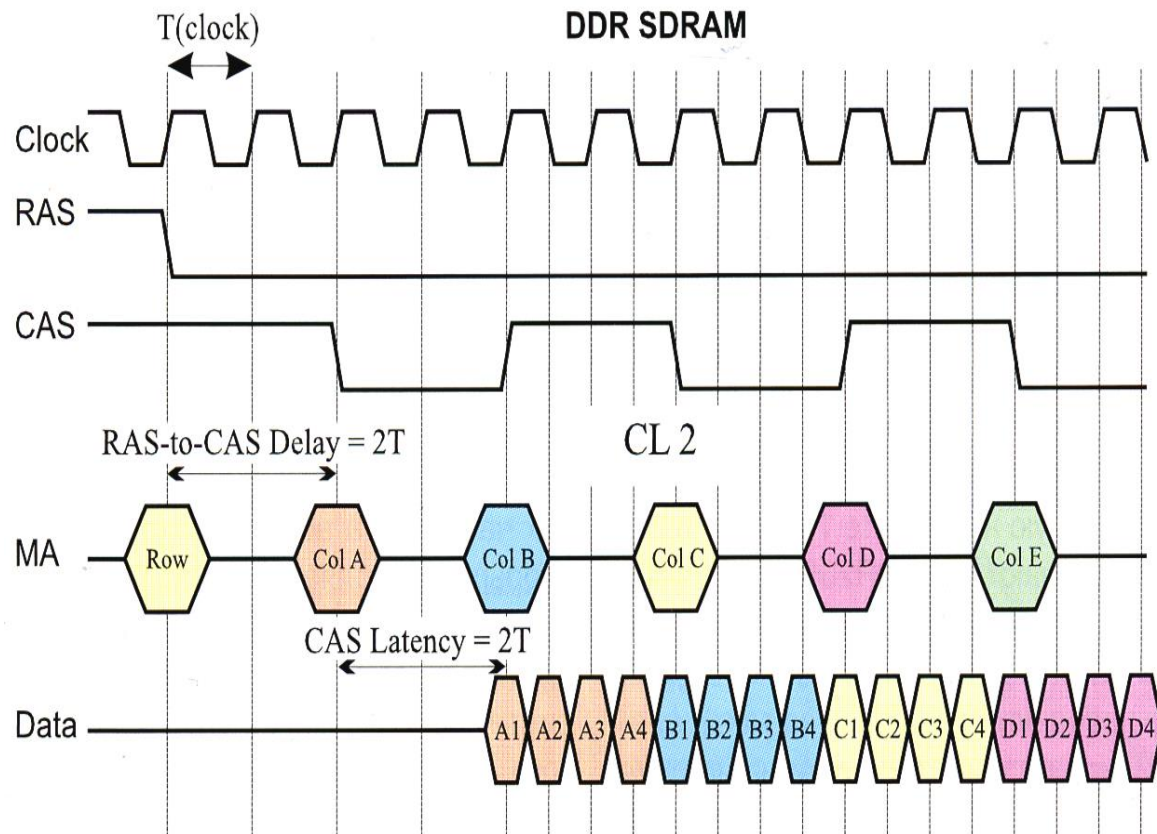 DDR SDRAM
T(clock)
Clock
RAS
CAS
RAS-to-CAS Delay = 2T
CL 2
MA
Row
Col A
Col B
Col C
Col D
Col E
CAS Latency = 2T
Data
A1
A2
A3
A4
B1
B2
B3
B4
C1
C2
C3
C4
D1
D2
D3
D4